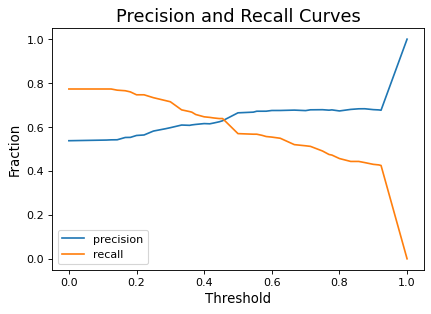 Precision and Recall Curves
1.0
0.8
0.6
0.4
0.2
0.0
Fraction
precision
recall
0.0 0.2 0.4 0.6 0.8 1.0
Threshold